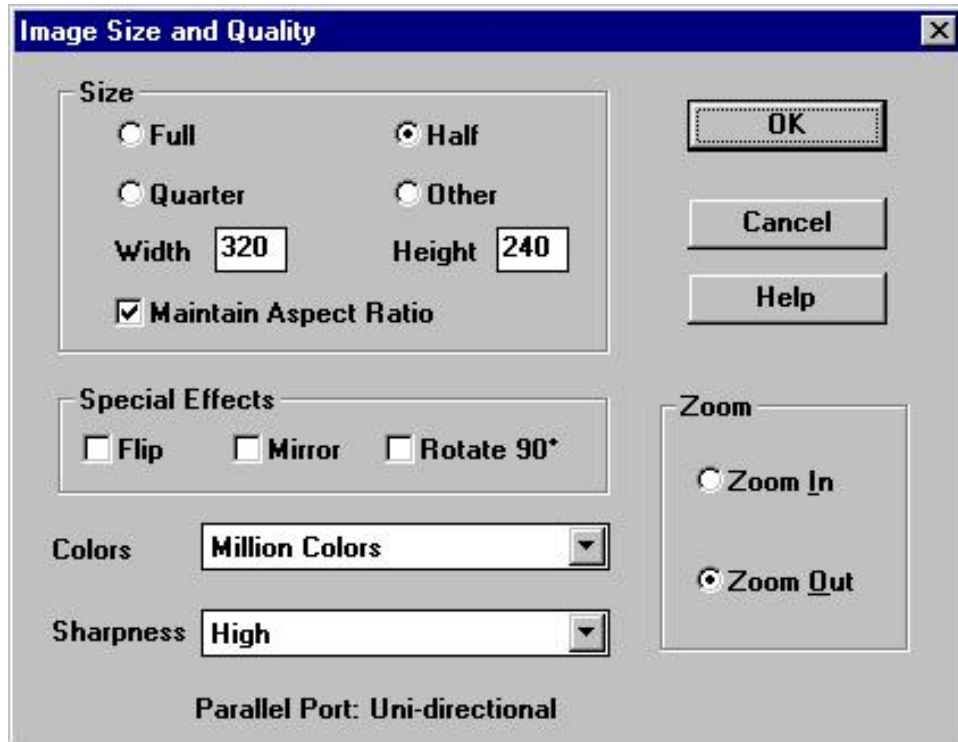 Image Size and Quality
Size
Full
Half
Quarter
Other
Width 320
Height 240
Maintain Aspect Ratio
OK
Cancel
Help
Special Effects
Flip
Mirror
Rotate 90°
Zoom
Zoom In
Zoom Out
Colors Million Colors
Sharpness High
Parallel Port: Uni-directional